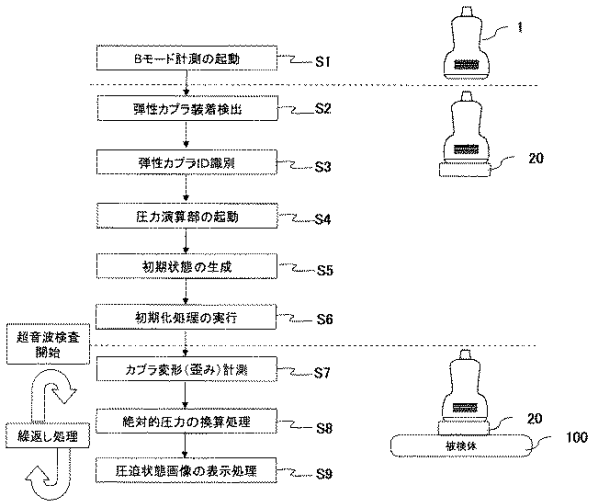 Bモード計測の起動
S1
1
弾性カプラ装着検出
S2
弾性カプラID識別
S3
20
圧力演算部の起動
S4
初期状態の生成
S5
初期化処理の実行
S6
超音波検査
開始
カプラ変形(歪み)計測
S7
繰返し処理
絶対的圧力の換算処理
S8
20
被検体
100
圧迫状態画像の表示処理
S9